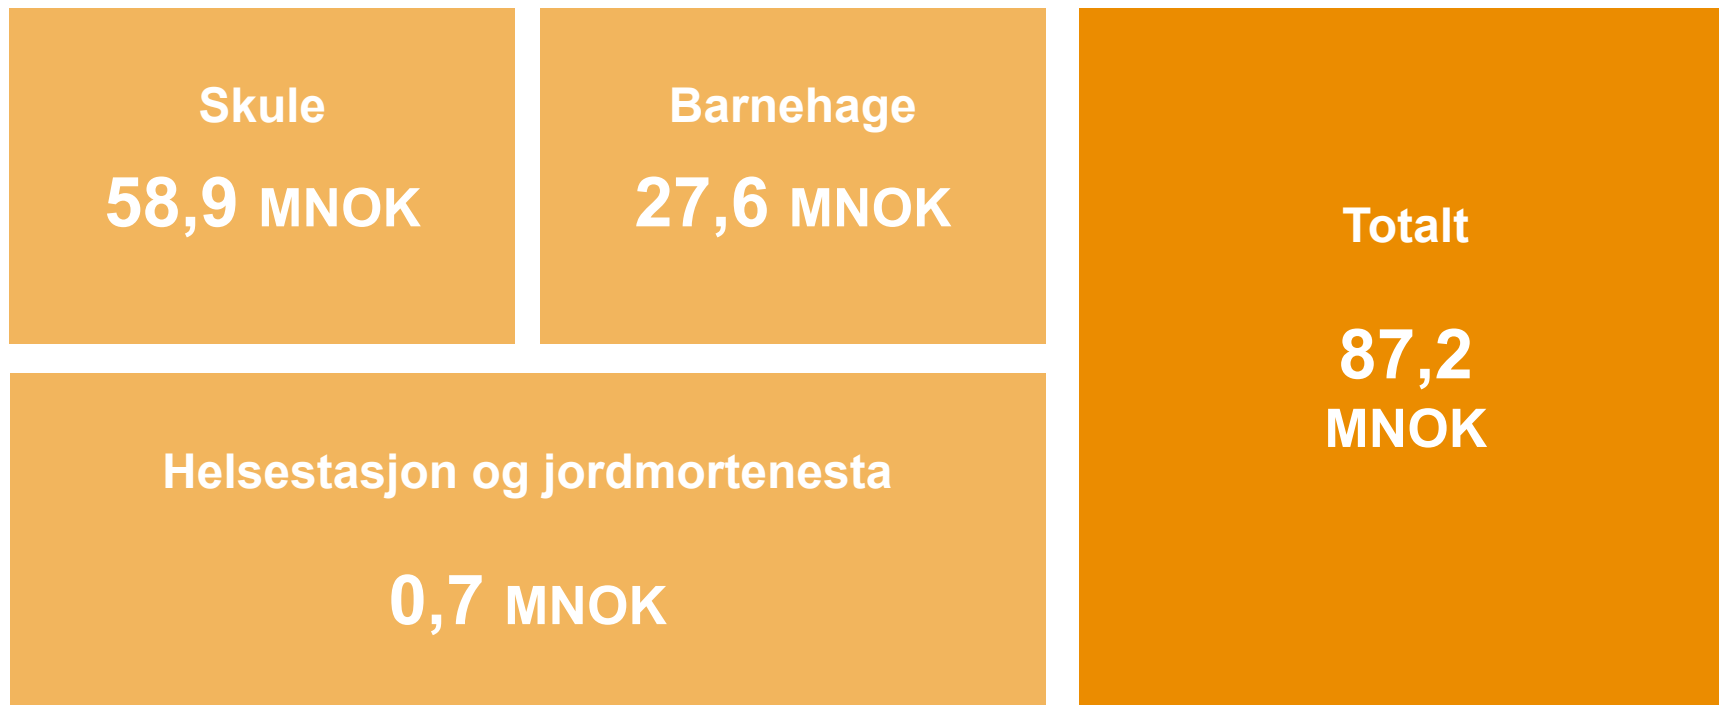 Skule
58,9 MNOK
Barnehage
27,6 MNOK
Helsestasjon og jordmortenesta
0,7 MNOK
Totalt
87,2
MNOK